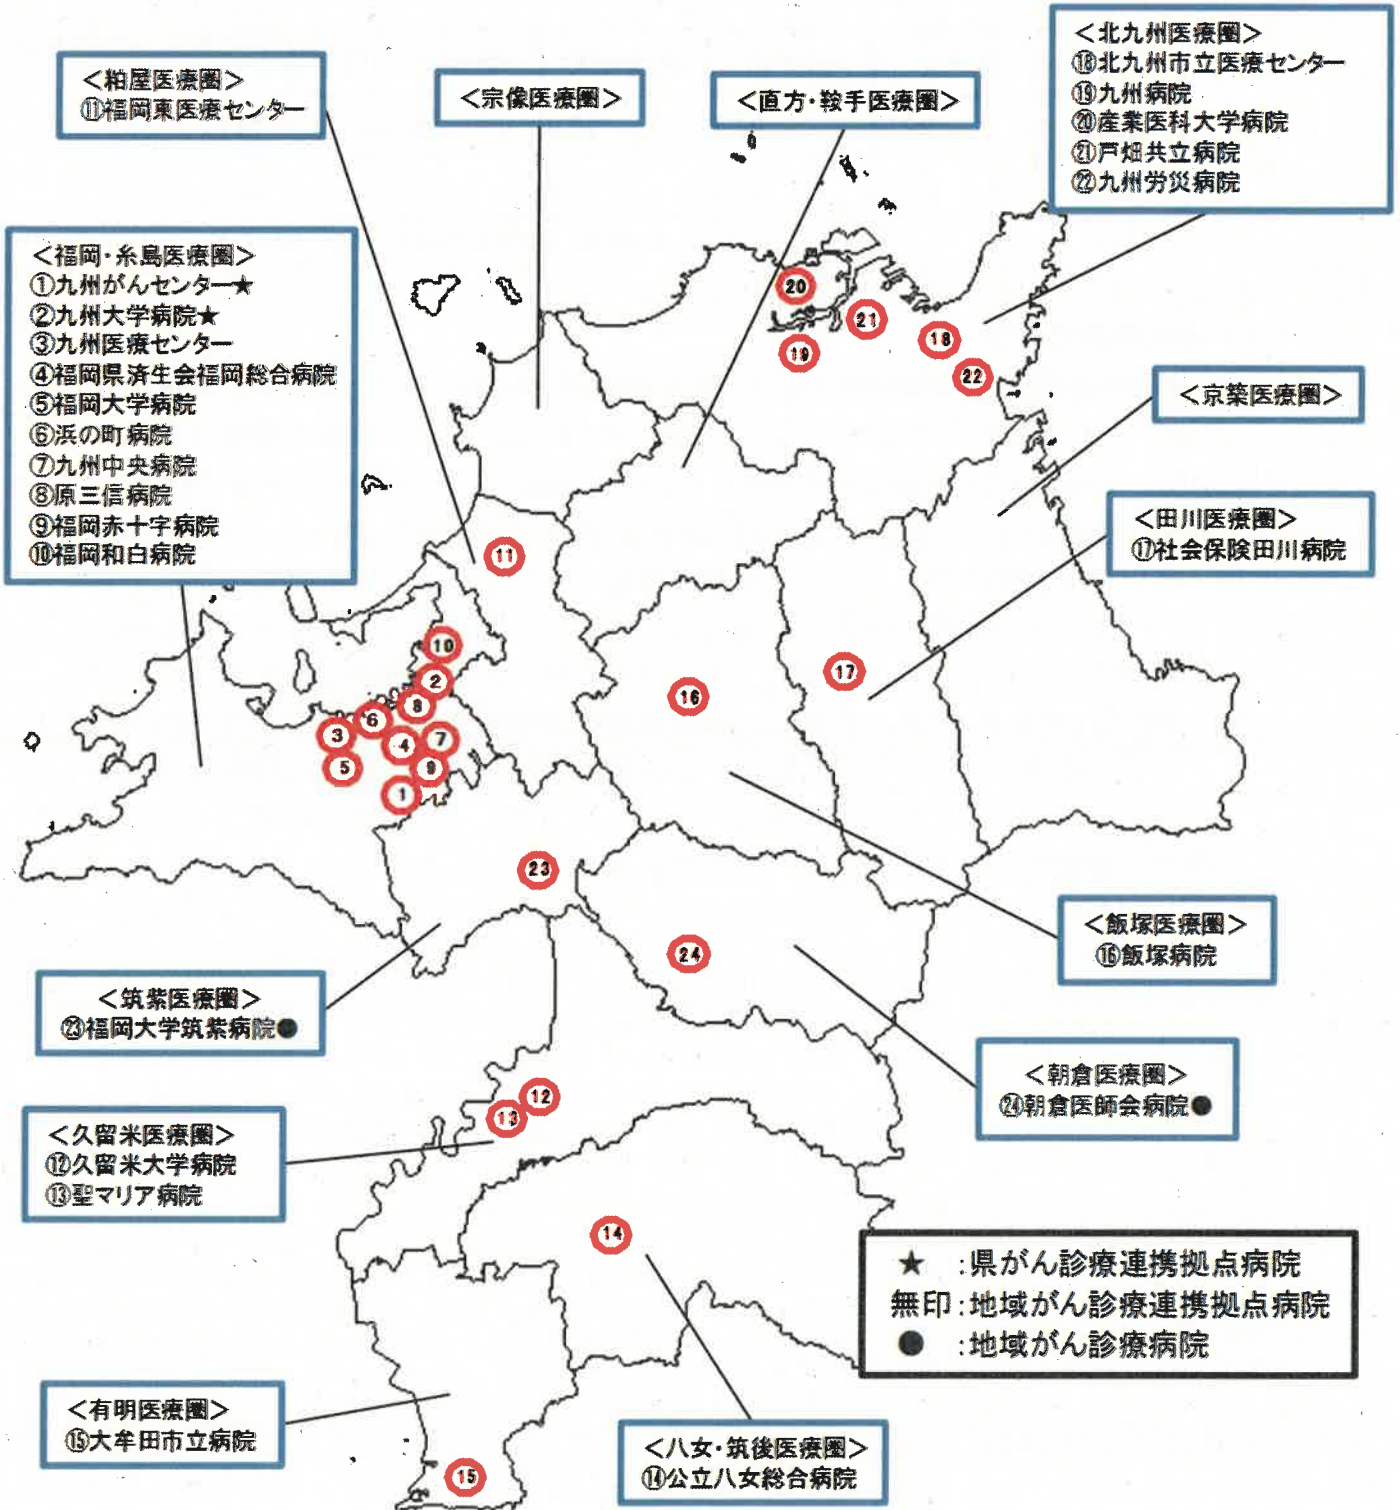 ＜粕屋医療圏＞
⑪福岡東医療センター
＜宗像医療圏＞
＜直方・鞍手医療圏＞
＜北九州医療圏＞
⑱北九州市立医療センター
⑲九州病院
⑳産業医科大学病院
㉑戸畑共立病院
㉒九州労災病院
＜福岡・糸島医療圏＞
①九州がんセンター★
②九州大学病院★
③九州医療センター
④福岡県済生会福岡総合病院
⑤福岡大学病院
⑥浜の町病院
⑦九州中央病院
⑧原三信病院
⑨福岡赤十字病院
⑩福岡和白病院
＜京築医療圏＞
＜田川医療圏＞
⑰社会保険田川病院
20
21
19
18
22
11
10
2
8
6
3
4
7
5
9
1
16
17
23
24
12
13
14
15
＜飯塚医療圏＞
⑯飯塚病院
＜筑紫医療圏＞
㉓福岡大学筑紫病院●
＜朝倉医療圏＞
㉔朝倉医師会病院●
＜久留米医療圏＞
⑫久留米大学病院
⑬聖マリア病院
★　：県がん診療連携拠点病院
無印：地域がん診療連携拠点病院
●　：地域がん診療病院
＜有明医療圏＞
⑮大牟田市立病院
＜八女・筑後医療圏＞
⑭公立八女総合病院